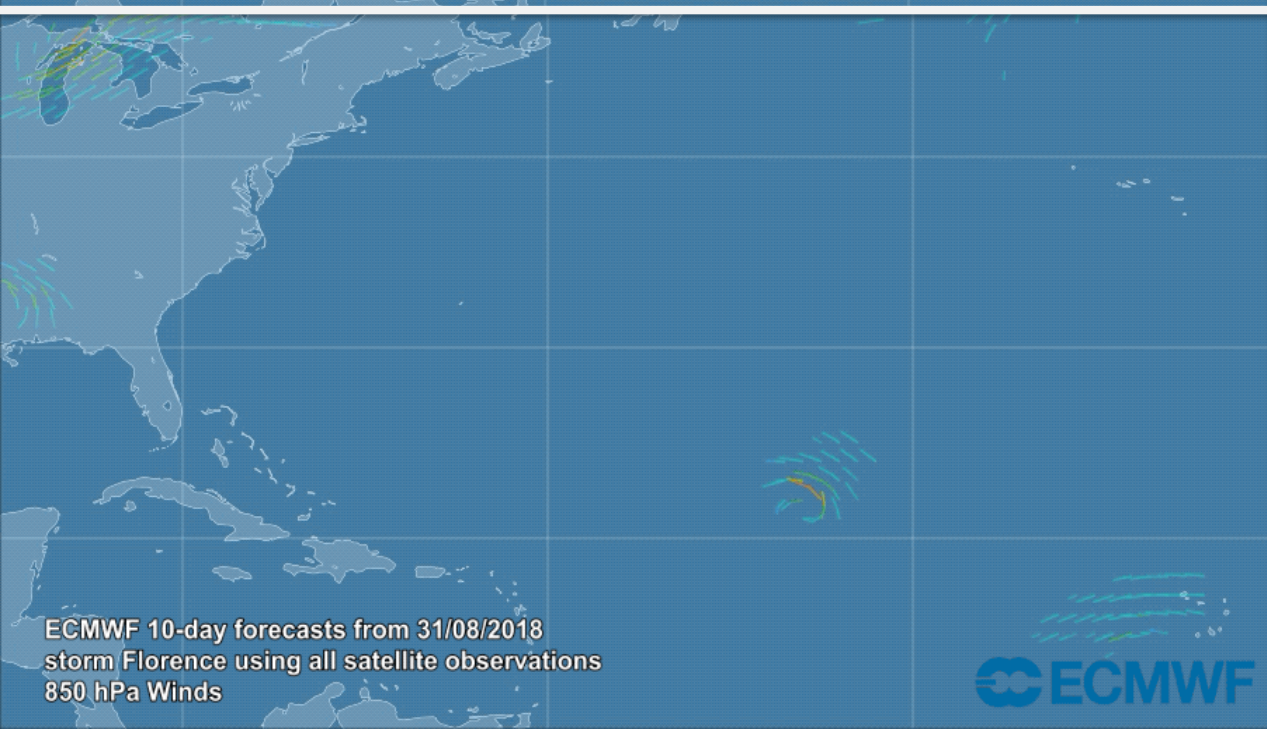 ECMWF 10-day forecasts from 31/08/2018
storm Florence using all satellite observations
850 hPa Winds
ECMWF